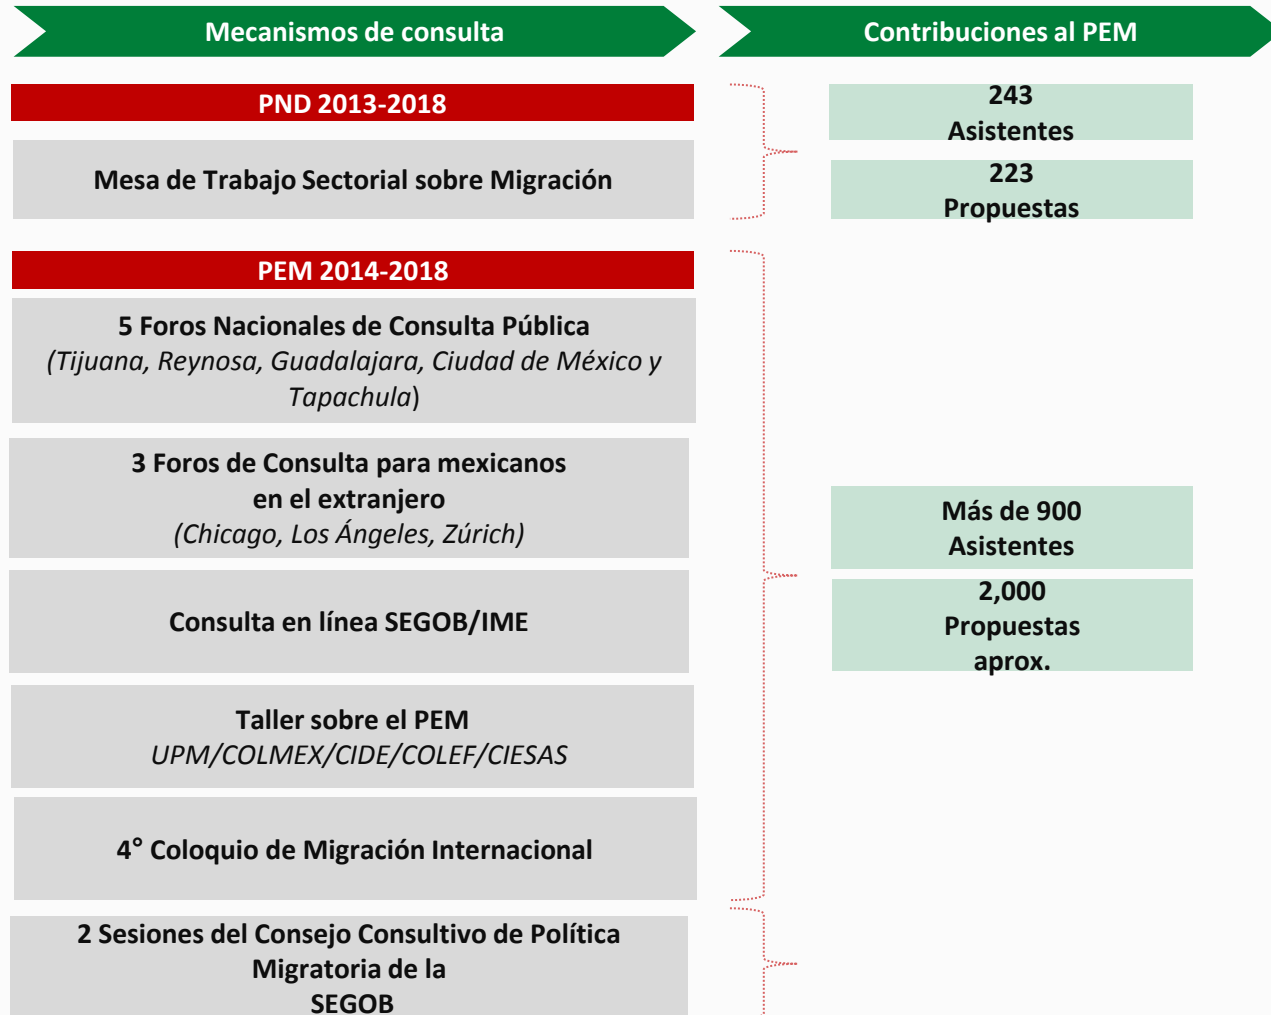 Mecanismos de consulta
Contribuciones al PEM
PND 2013-2018
243
Asistentes
Mesa de Trabajo Sectorial sobre Migración
223
Propuestas
PEM 2014-2018
5 Foros Nacionales de Consulta Pública
(Tijuana, Reynosa, Guadalajara, Ciudad de México y
Tapachula)
3 Foros de Consulta para mexicanos
en el extranjero
(Chicago, Los Ángeles, Zúrich)
Más de 900
Asistentes
Consulta en línea SEGOB/IME
2,000
Propuestas
aprox.
Taller sobre el PEM
UPM/COLMEX/CIDE/COLEF/CIESAS
4° Coloquio de Migración Internacional
2 Sesiones del Consejo Consultivo de Política
Migratoria de la
SEGOB